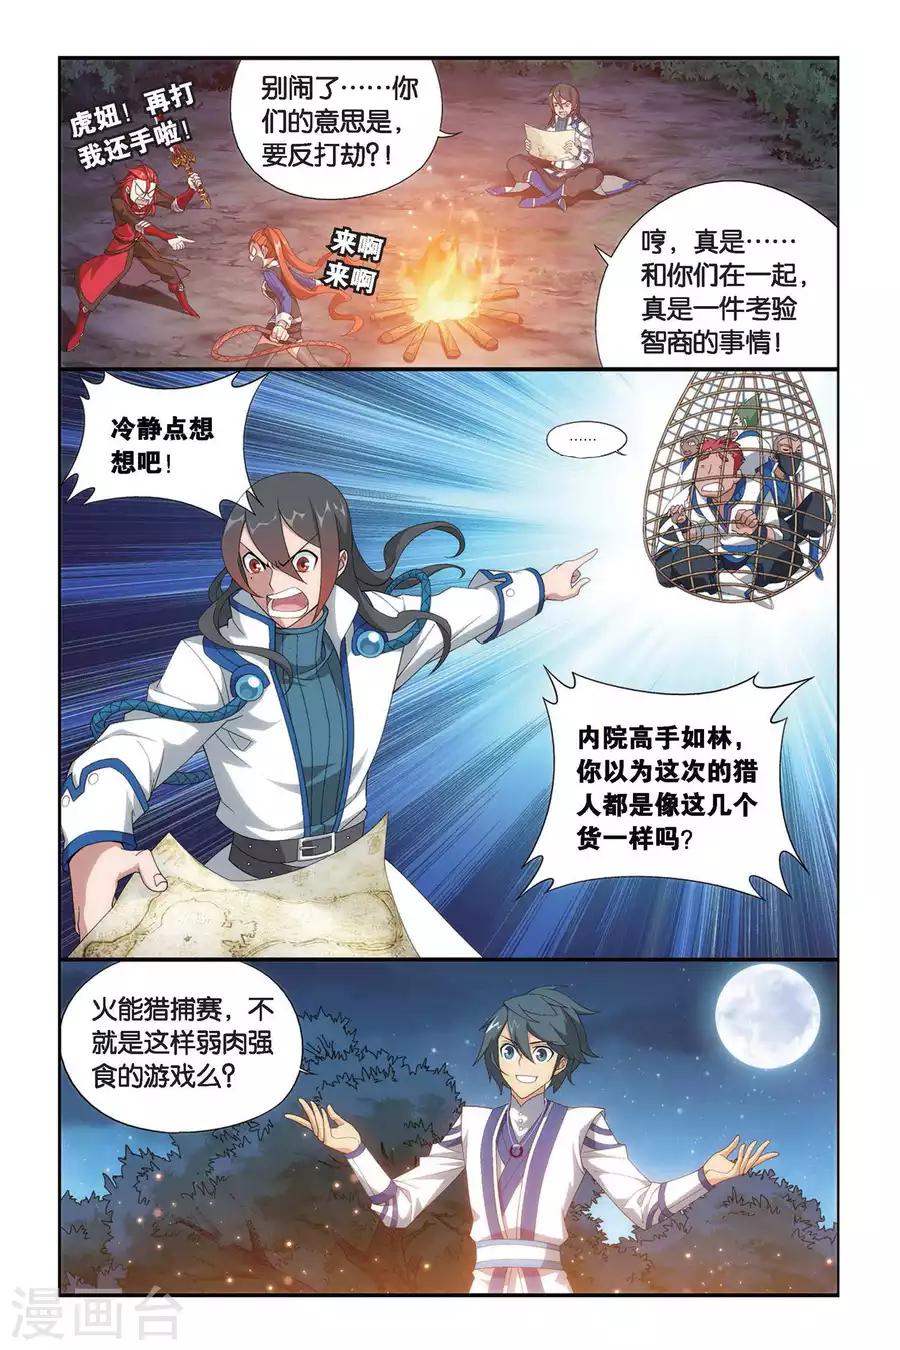 虎妞！再打
我还手啦！
别闹了……你
们的意思是，
要反打劫？！
来啊
来啊
哼，真是……
和你们在一起，
真是一件考验
智商的事情！
冷静点想
想吧！
……
内院高手如林，
你以为这次的猎
人都是像这几个
货一样吗？
火能猎捕赛，不
就是这样弱肉强
食的游戏么？
漫画台